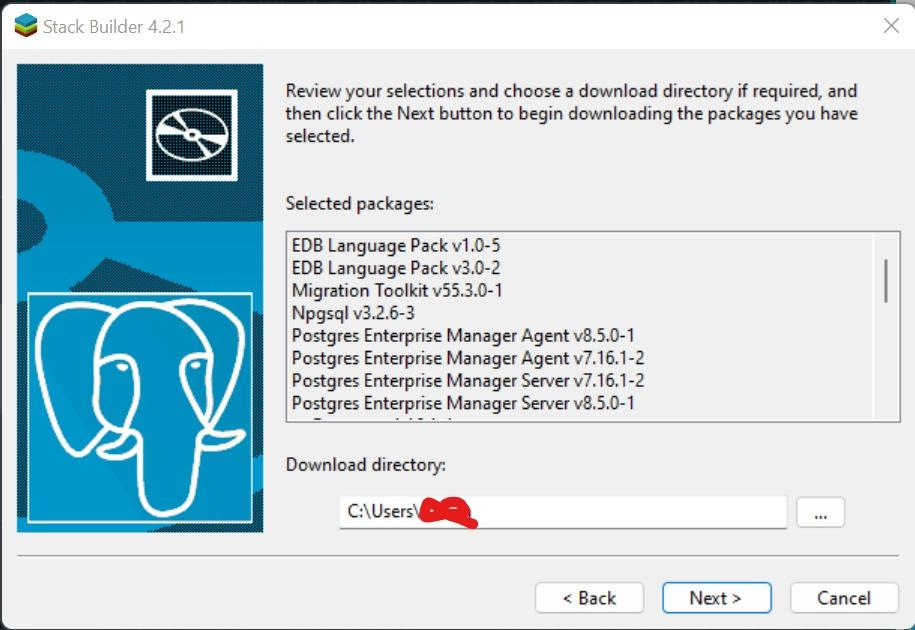 Stack Builder 4.2.1
Review your selections and choose a download directory if required, and
then click the Next button to begin downloading the packages you have
selected.
Selected packages:
EDB Language Pack v1.0-5
EDB Language Pack v3.0-2
Migration Toolkit v55.3.0-1
Npgsql v3.2.6-3
Postgres Enterprise Manager Agent v8.5.0-1
Postgres Enterprise Manager Agent v7.16.1-2
Postgres Enterprise Manager Server v7.16.1-2
Postgres Enterprise Manager Server v8.5.0-1
Download directory:
C:\Users\
...
< Back
Next >
Cancel